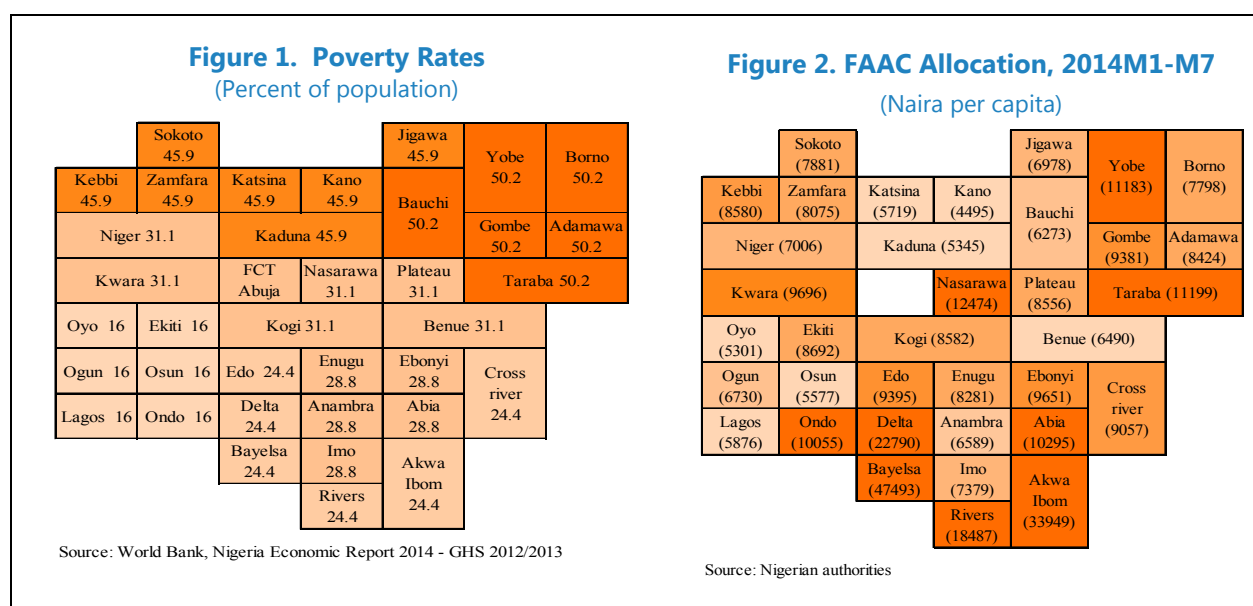 Figure 1.  Poverty Rates
(Percent of population)
Sokoto
45.9
Jigawa
45.9
Yobe
50.2
Borno
50.2
Kebbi
45.9
Zamfara
45.9
Katsina
45.9
Kano
45.9
Bauchi
50.2
Niger 31.1
Kaduna 45.9
Gombe
50.2
Adamawa
50.2
Kwara 31.1
FCT
Abuja
Nasarawa
31.1
Plateau
31.1
Taraba 50.2
Oyo 16
Ekiti 16
Kogi 31.1
Benue 31.1
Ogun 16
Osun 16
Edo 24.4
Enugu
28.8
Ebonyi
28.8
Cross
river
24.4
Lagos 16
Ondo 16
Delta
24.4
Anambra
28.8
Abia
28.8
Bayelsa
24.4
Imo
28.8
Akwa
Ibom
24.4
Rivers
24.4
Source: World Bank, Nigeria Economic Report 2014 - GHS 2012/2013
Figure 2. FAAC Allocation, 2014M1-M7
(Naira per capita)
Sokoto
(7881)
Jigawa
(6978)
Yobe
(11183)
Borno
(7798)
Kebbi
(8580)
Zamfara
(8075)
Katsina
(5719)
Kano
(4495)
Bauchi
(6273)
Niger (7006)
Kaduna (5345)
Gombe
(9381)
Adamawa
(8424)
Kwara (9696)
Nasarawa
(12474)
Plateau
(8556)
Taraba (11199)
Oyo
(5301)
Ekiti
(8692)
Kogi (8582)
Benue (6490)
Ogun
(6730)
Osun
(5577)
Edo
(9395)
Enugu
(8281)
Ebonyi
(9651)
Cross
river
(9057)
Lagos
(5876)
Ondo
(10055)
Delta
(22790)
Anambra
(6589)
Abia
(10295)
Bayelsa
(47493)
Imo
(7379)
Akwa
Ibom
(33949)
Rivers
(18487)
Source: Nigerian authorities